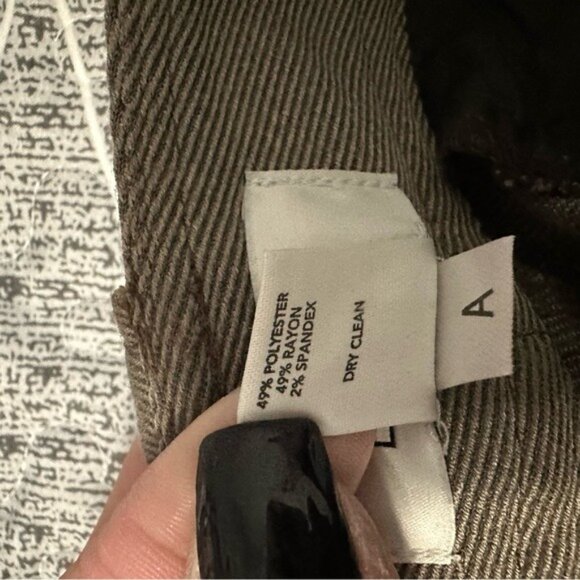 49% POLYESTER
49% RAYON
2% SPANDEX
DRY CLEAN
A